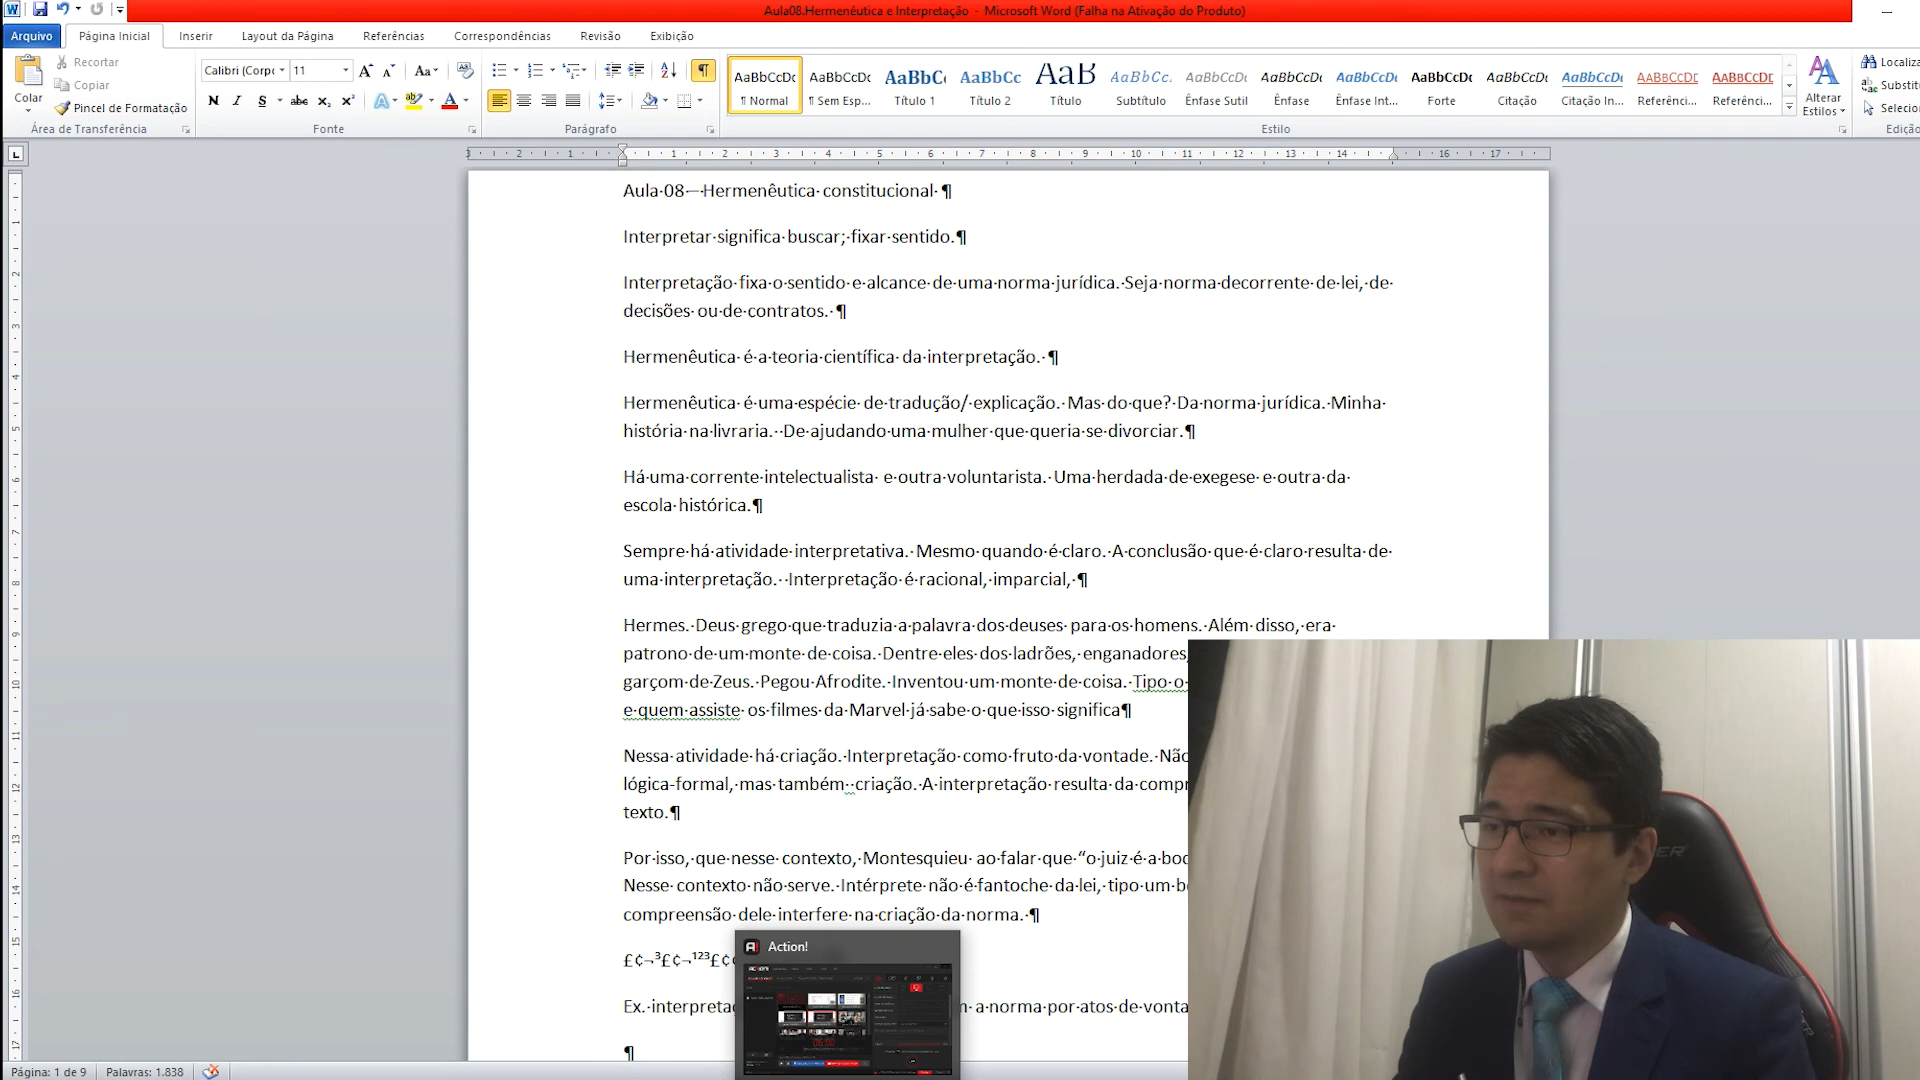 Aula08.Hermenêutica e Interpretação - Microsoft Word (Falha na Ativação do Produto)
Arquivo Página Inicial Inserir Layout da Página Referências Correspondências Revisão Exibição
Colar Recortar Copiar Pincel de Formatação
Calibri (Corpo 11
AaBbCcDc AaBbCcDc AaBbC AaBbCc AaB AaBbCc. AaBbCcDc AaBbCcDc AaBbCcDc AaBbCcDc AaBbCcDc AaBbCcDc AABBCCDD AABBCCDD
¶ Normal ¶ Sem Esp... Título 1 Título 2 Título Subtítulo Ênfase Sutil Ênfase Ênfase Int... Forte Citação Citação In... Referênci... Referênci...
Alterar Estilos
Localiza
Substitu
Selecion
Área de Transferência Fonte Parágrafo Estilo Edição
Aula·08·–·Hermenêutica·constitucional·¶
Interpretar·significa·buscar;·fixar·sentido.¶
Interpretação·fixa·o·sentido·e·alcance·de·uma·norma·jurídica.·Seja·norma·decorrente·de·lei,·de·
decisões·ou·de·contratos.·¶
Hermenêutica·é·a·teoria·científica·da·interpretação.·¶
Hermenêutica·é·uma·espécie·de·tradução/·explicação.·Mas·do·que?·Da·norma·jurídica.·Minha·
história·na·livraria.··De·ajudando·uma·mulher·que·queria·se·divorciar.¶
Há·uma·corrente·intelectualista·e·outra·voluntarista.·Uma·herdada·de·exegese·e·outra·da·
escola·histórica.¶
Sempre·há·atividade·interpretativa.·Mesmo·quando·é·claro.·A·conclusão·que·é·claro·resulta·de·
uma·interpretação.··Interpretação·é·racional,·imparcial,·¶
Hermes.·Deus·grego·que·traduzia·a·palavra·dos·deuses·para·os·homens.·Além·disso,·era·
patrono·de·um·monte·de·coisa.·Dentre·eles·dos·ladrões,·enganadores,
garçom·de·Zeus.·Pegou·Afrodite.·Inventou·um·monte·de·coisa.·Tipo·o·
e·quem·assiste·os·filmes·da·Marvel·já·sabe·o·que·isso·significa¶
Nessa·atividade·há·criação.·Interpretação·como·fruto·da·vontade.·Não
lógica-formal,·mas·também··criação.·A·interpretação·resulta·da·compr
texto.¶
Por·isso,·que·nesse·contexto,·Montesquieu·ao·falar·que·“o·juiz·é·a·boc
Nesse·contexto·não·serve.·Intérprete·não·é·fantoche·da·lei,·tipo·um·b
compreensão·dele·interfere·na·criação·da·norma.·¶
£¢¬³£¢¬¹²³£¢
Action!
Ex.·interpreta a·norma·por·atos·de·vonta
¶
Página: 1 de 9 Palavras: 1.838